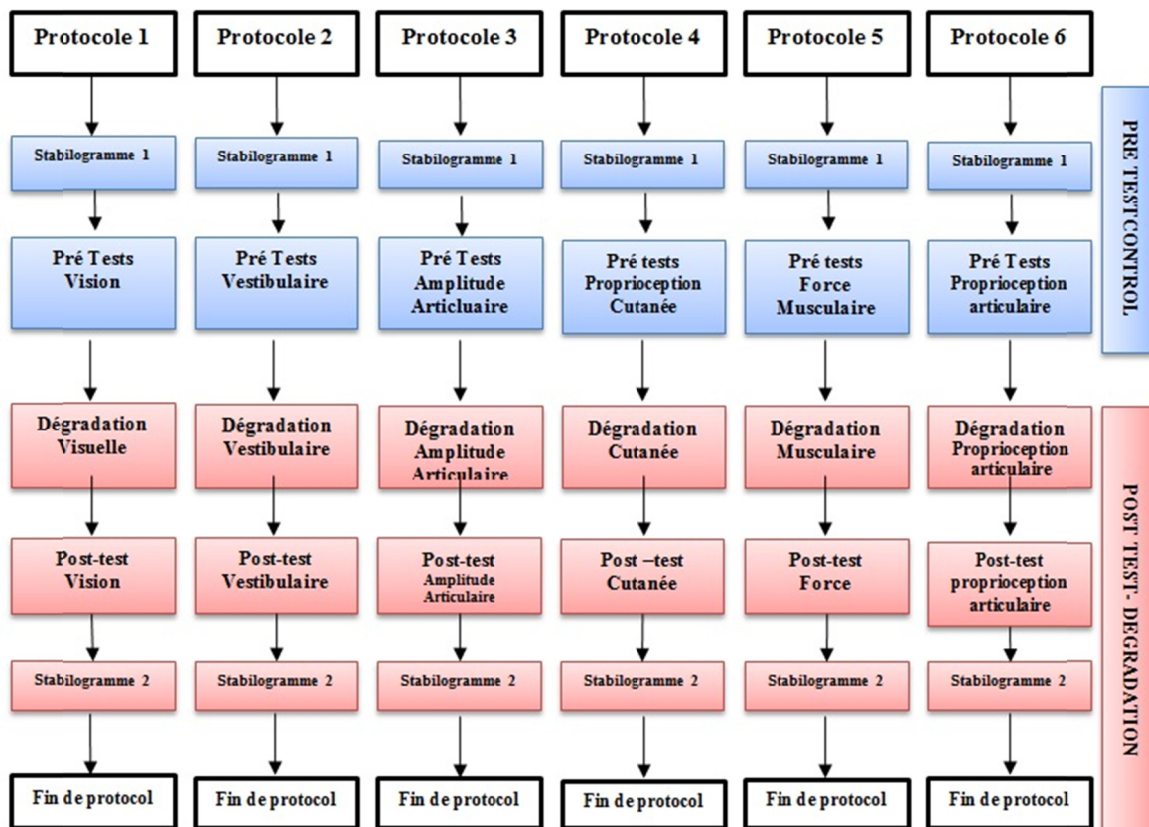 Protocole 1
Protocole 2
Protocole 3
Protocole 4
Protocole 5
Protocole 6
Stabilogramme 1
Stabilogramme 1
Stabilogramme 1
Stabilogramme 1
Stabilogramme 1
Stabilogramme 1
PRE TESTCONTROL
Pré Tests
Vision
Pré Tests
Vestibulaire
Pré Tests
Amplitude
Articluaire
Pré tests
Proprioception
Cutanée
Pré tests
Force
Musculaire
Pré Tests
Proprioception
articulaire
Dégradation
Visuelle
Dégradation
Vestibulaire
Dégradation
Amplitude
Articulaire
Dégradation
Cutanée
Dégradation
Musculaire
Dégradation
Proprioception
articulaire
POST TEST- DEGRADATION
Post-test
Vision
Post-test
Vestibulaire
Post-test
Amplitude
Articulaire
Post –test
Cutanée
Post-test
Force
Post-test
proprioception
articulaire
Stabilogramme 2
Stabilogramme 2
Stabilogramme 2
Stabilogramme 2
Stabilogramme 2
Stabilogramme 2
Fin de protocol
Fin de protocol
Fin de protocol
Fin de protocol
Fin de protocol
Fin de protocol